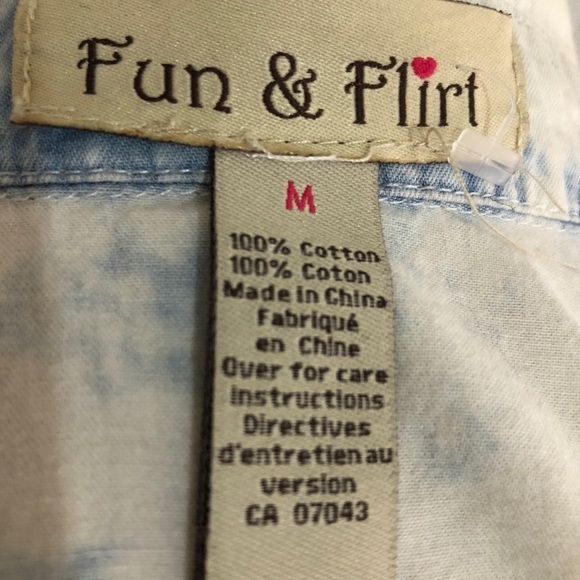 Fun & Flirt
M
100% Cotton
100% Coton
Made in China
Fabriqué
en Chine
Over for care
instructions
Directives
d'entretien au
version
CA 07043